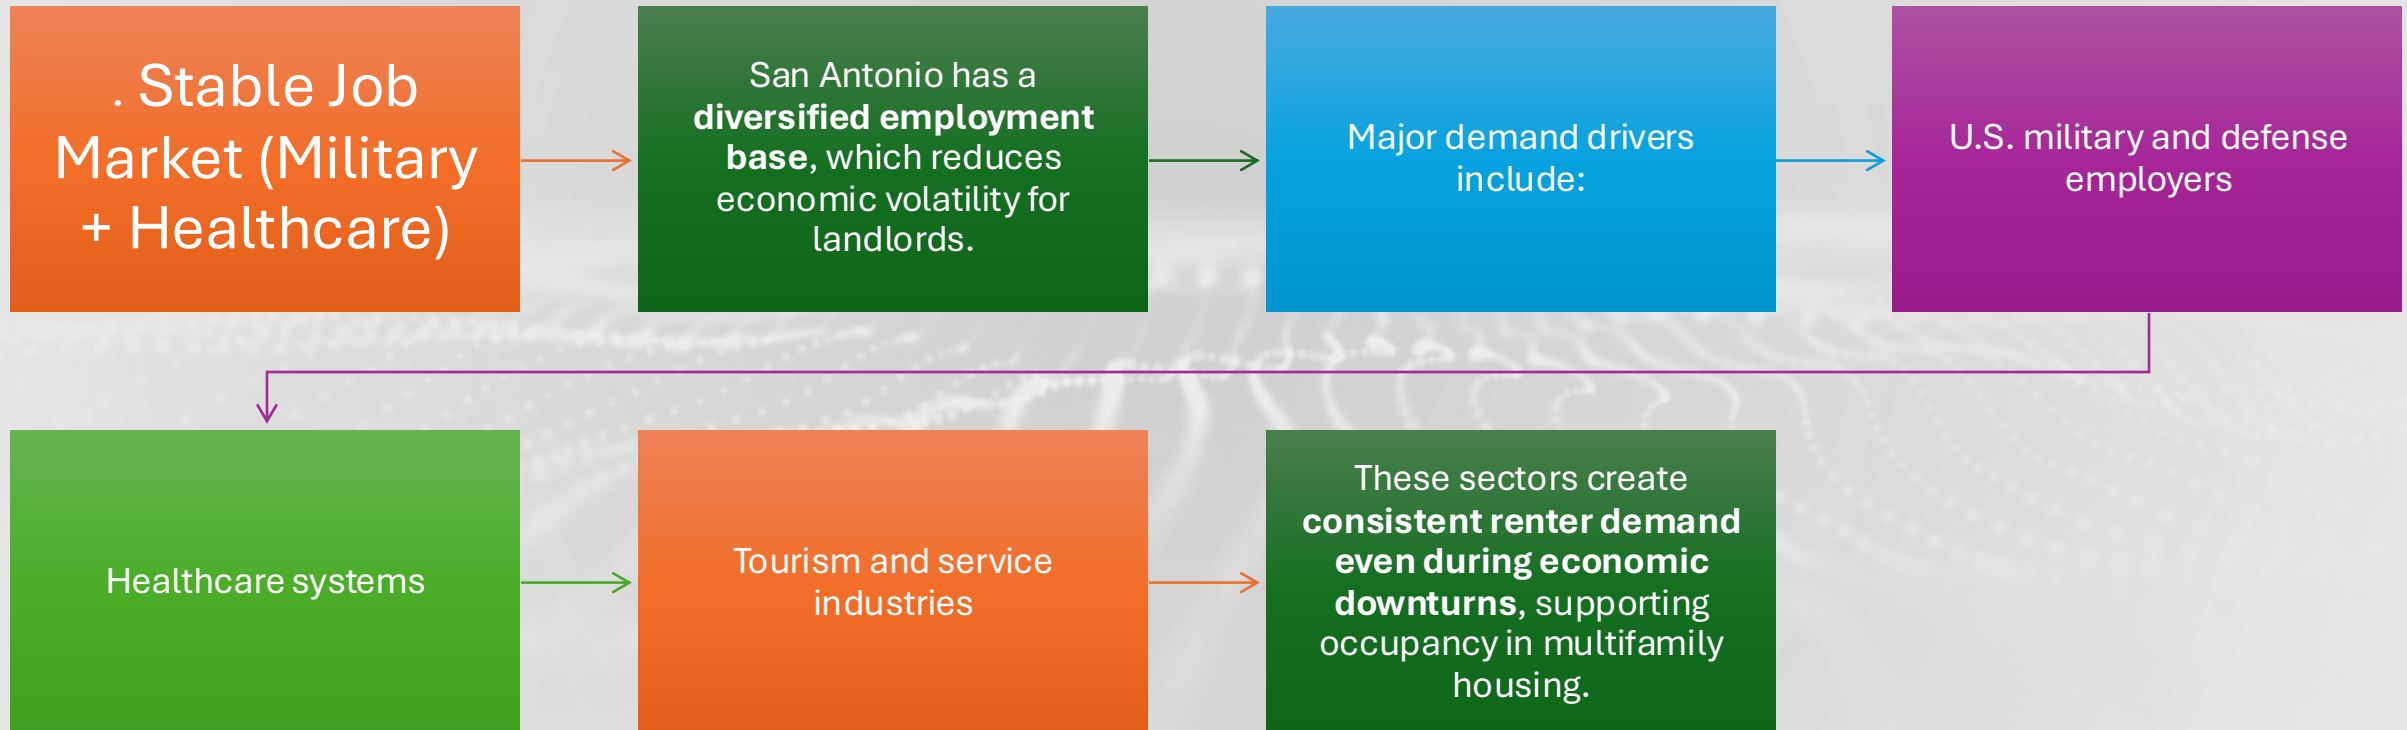 . Stable Job
Market (Military
+ Healthcare)
San Antonio has a
diversified employment
base, which reduces
economic volatility for
landlords.
Major demand drivers
include:
U.S. military and defense
employers
Healthcare systems
Tourism and service
industries
These sectors create
consistent renter demand
even during economic
downturns, supporting
occupancy in multifamily
housing.